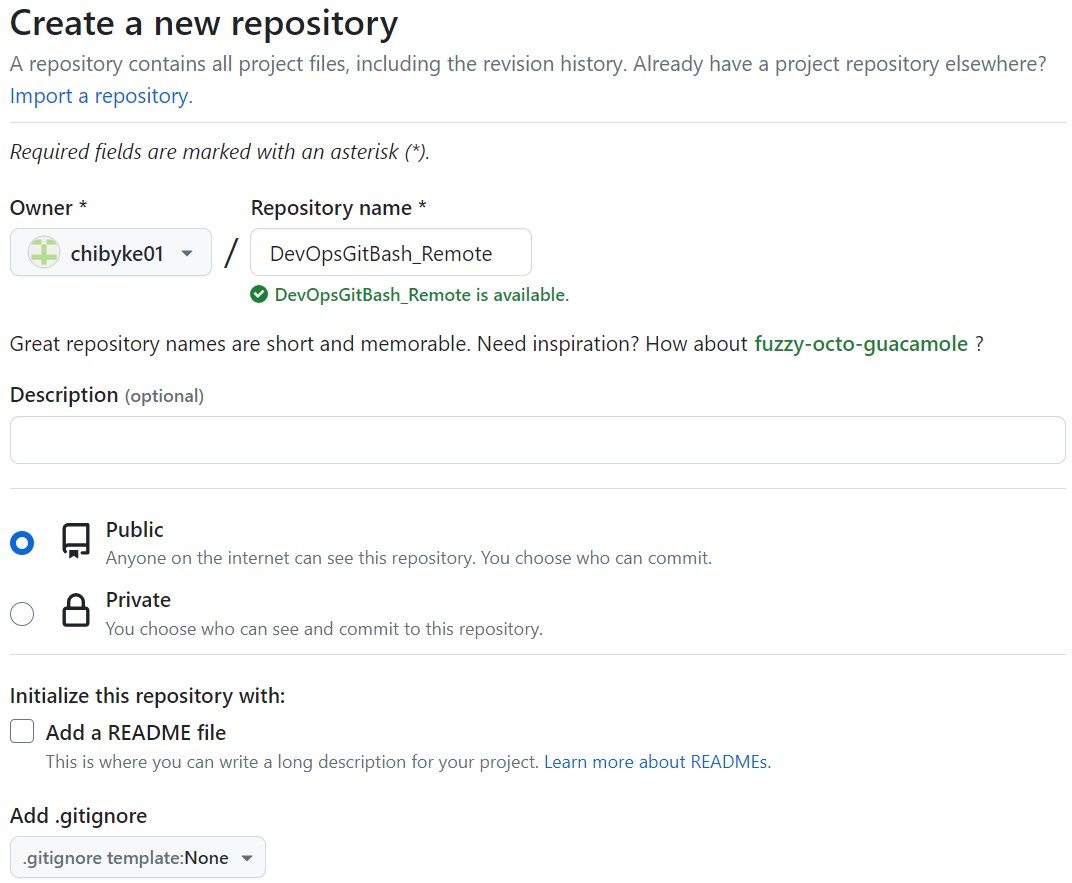 Create a new repository
A repository contains all project files, including the revision history. Already have a project repository elsewhere?
Import a repository.
Required fields are marked with an asterisk (*).
Owner *
Repository name *
chibyke01
/
DevOpsGitBash_Remote
DevOpsGitBash_Remote is available.
Great repository names are short and memorable. Need inspiration? How about fuzzy-octo-guacamole ?
Description (optional)
Public
Anyone on the internet can see this repository. You choose who can commit.
Private
You choose who can see and commit to this repository.
Initialize this repository with:
Add a README file
This is where you can write a long description for your project. Learn more about READMEs.
Add .gitignore
.gitignore template:None